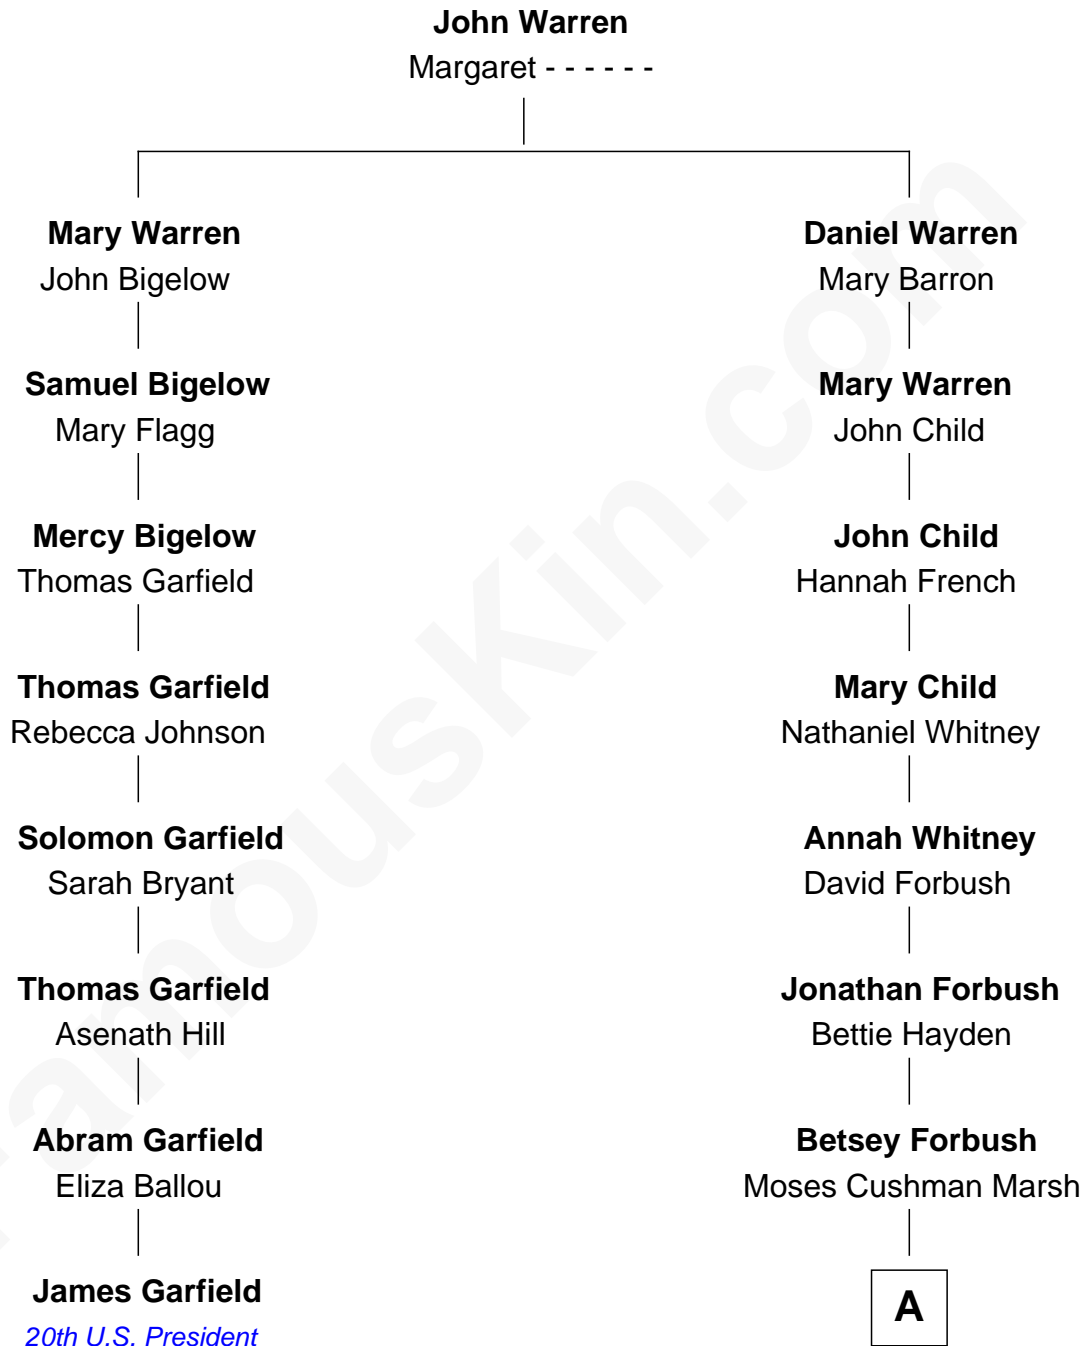 John Warren
Margaret - - - - - -
Mary Warren
John Bigelow
Daniel Warren
Mary Barron
Samuel Bigelow
Mary Flagg
Mary Warren
John Child
Mercy Bigelow
Thomas Garfield
John Child
Hannah French
Thomas Garfield
Rebecca Johnson
Mary Child
Nathaniel Whitney
Solomon Garfield
Sarah Bryant
Annah Whitney
David Forbush
Thomas Garfield
Asenath Hill
Jonathan Forbush
Bettie Hayden
Abram Garfield
Eliza Ballou
Betsey Forbush
Moses Cushman Marsh
James Garfield
20th U.S. President
A
FamousKin.com